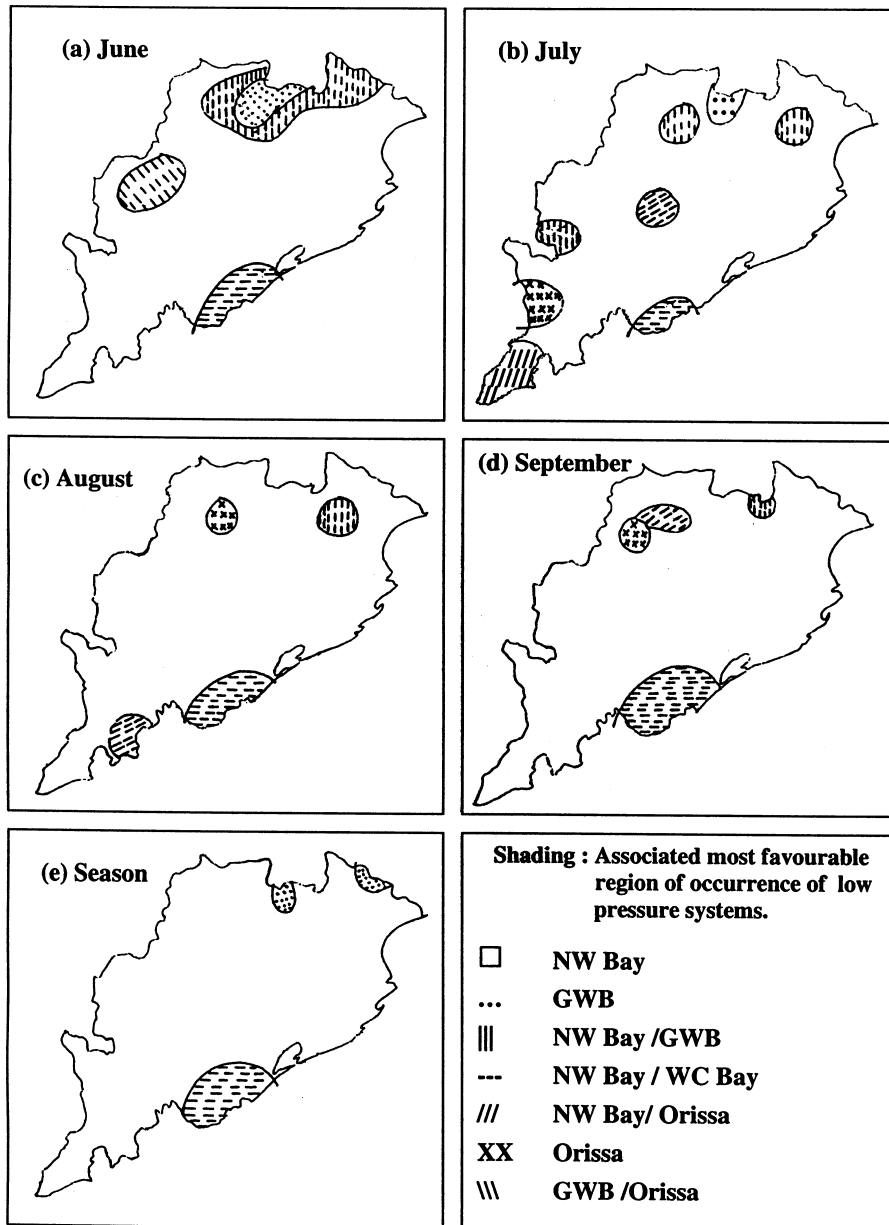 (a) June
(b) July
(c) August
(d) September
(e) Season
Shading : Associated most favourable
region of occurrence of low
pressure systems.
□ NW Bay
... GWB
||| NW Bay /GWB
--- NW Bay / WC Bay
/// NW Bay/ Orissa
XX Orissa
\\\ GWB /Orissa